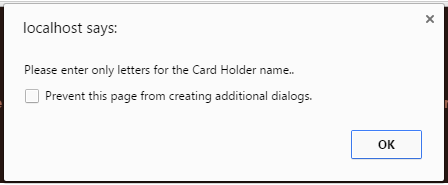 localhost says:
Please enter only letters for the Card Holder name..
Prevent this page from creating additional dialogs.
OK